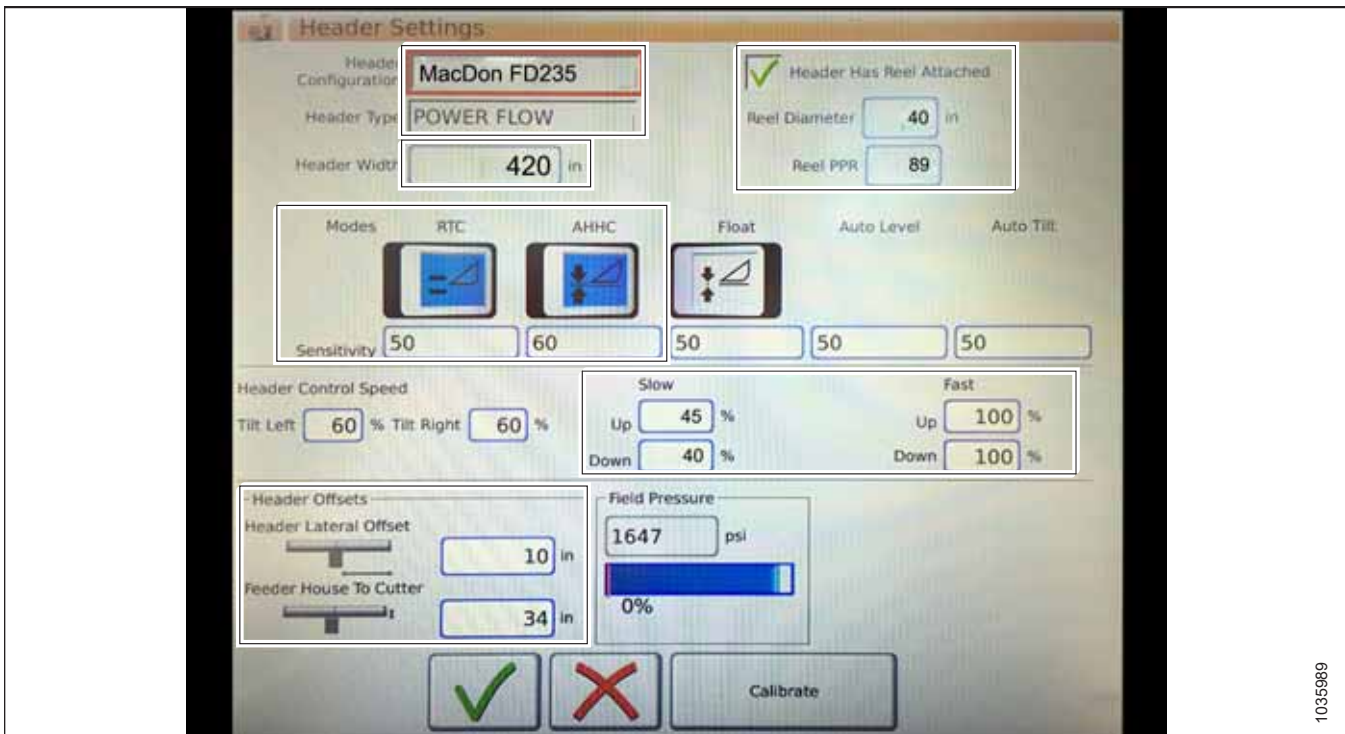 Header Settings
Header
Configuration
MacDon FD235
Header Has Reel Attached
Header Type
POWER FLOW
Reel Diameter
40
in
Header Width
420
in
Reel PPR
89
Modes
RTC
AHHC
Float
Auto Level
Auto Tilt
Sensitivity
50
60
50
50
50
Header Control Speed
Slow
Fast
Tilt Left
60
%
Tilt Right
60
%
Up
45
%
Up
100
%
Down
40
%
Down
100
%
Header Offsets
Field Pressure
Header Lateral Offset
10
in
1647
psi
Feeder House To Cutter
34
in
0%
Calibrate
1035989